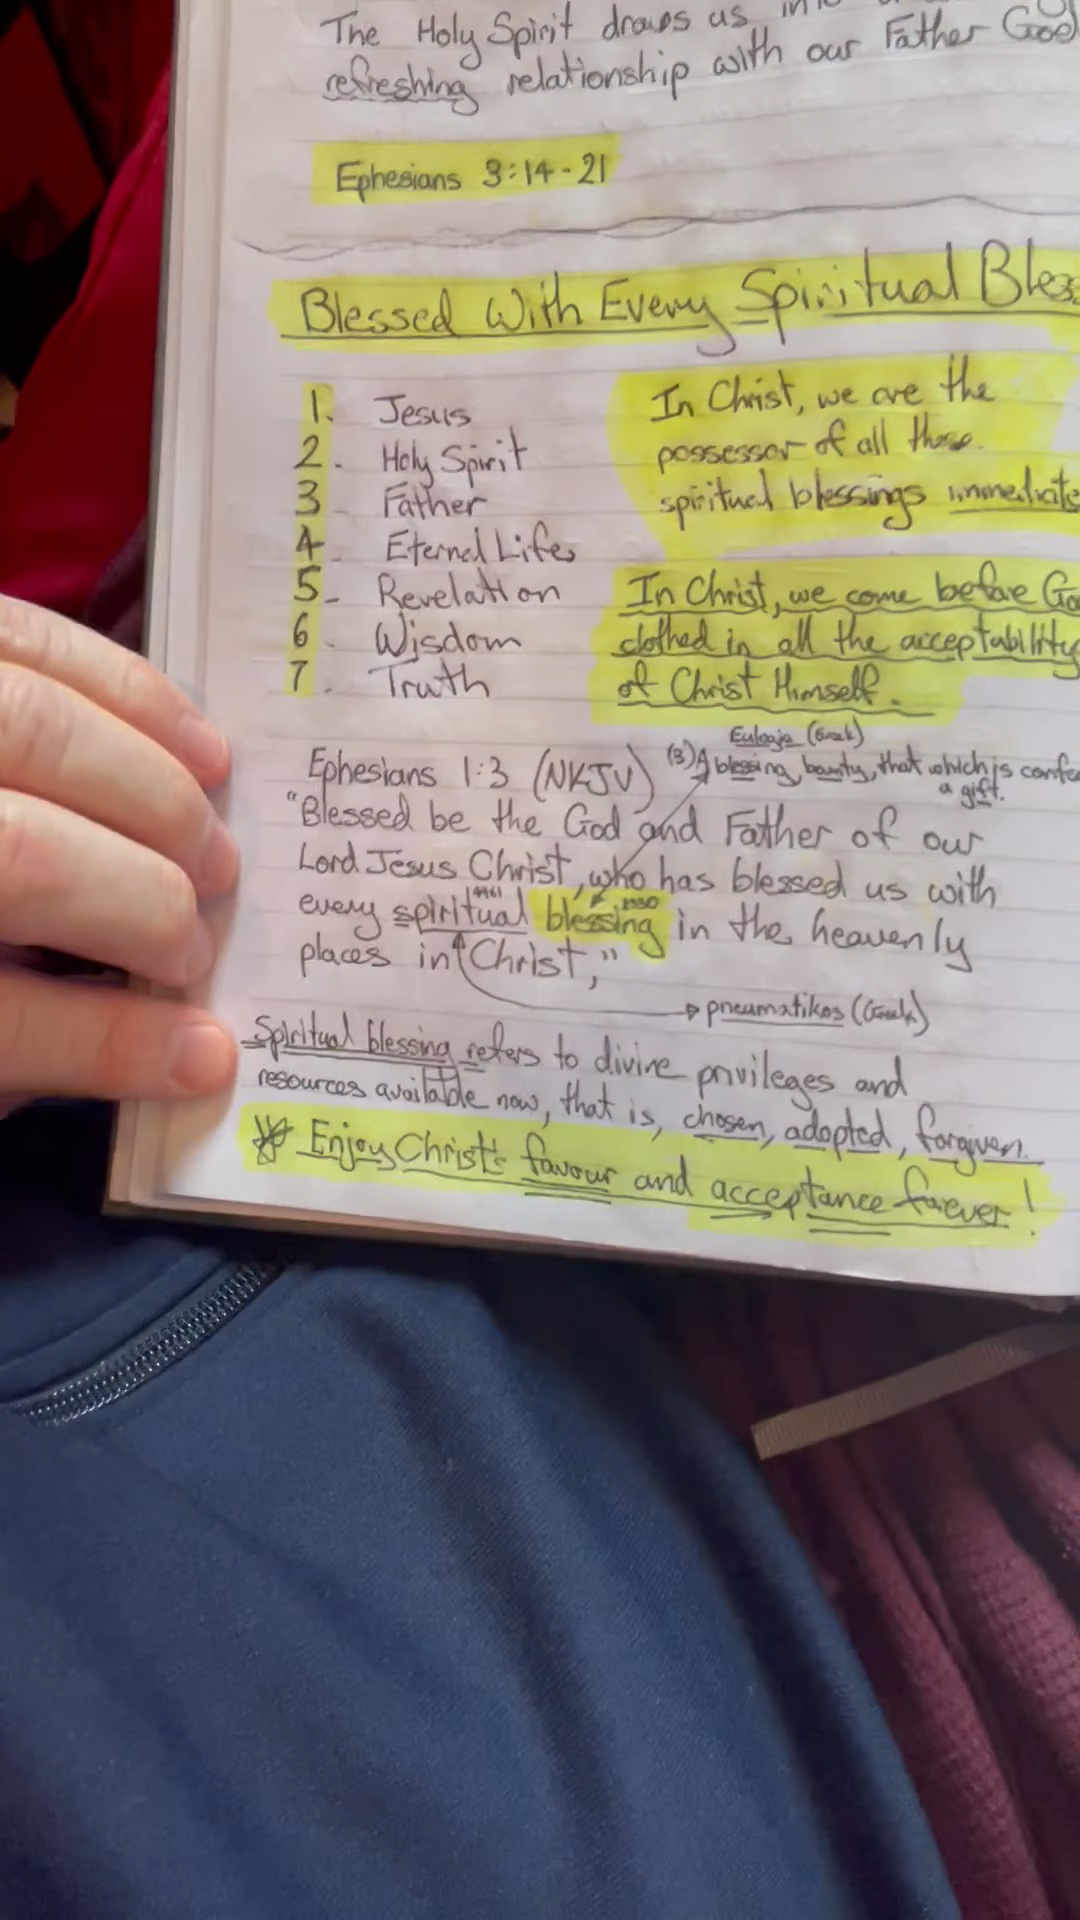 The Holy Spirit draws us
refreshing relationship with our Father God
Ephesians 3:14-21
Blessed With Every Spiritual Bless
1. Jesus
2. Holy Spirit
3 Father
4. Eternal Life
5. Revelation
6. Wisdom
7. Truth
In Christ, we are the
possessor of all these
spiritual blessings immediate
In Christ, we come before Go
clothed in all the acceptability
of Christ Himself.
Eulogia (Greek)
Ephesians 1:3 (NKJV) (3) A blessing, bounty, that which is confe
a gift.
"Blessed be the God and Father of our
Lord Jesus Christ, who has blessed us with
every spiritual blessing in the heavenly
places in Christ,"
pneumatikos (Greek)
Spiritual blessing refers to divine privileges and
resources available now, that is, chosen, adopted, forgiven.
Enjoy Christ's favour and acceptance forever!